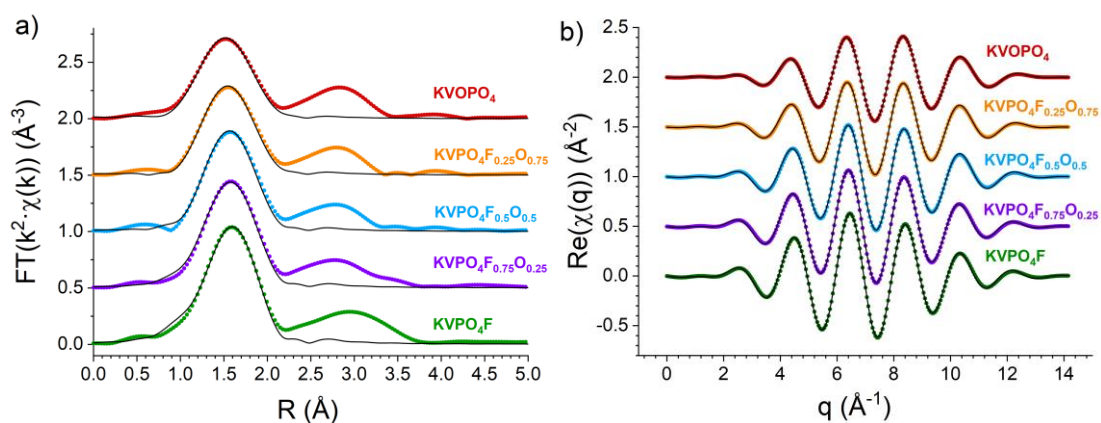 a)
FT(k²·χ(k)) (Å⁻³)
2.5
2.0
1.5
1.0
0.5
0.0
KVOPO₄
KVPO₄F₀.₂₅O₀.₇₅
KVPO₄F₀.₅O₀.₅
KVPO₄F₀.₇₅O₀.₂₅
KVPO₄F
0.0 0.5 1.0 1.5 2.0 2.5 3.0 3.5 4.0 4.5 5.0
R (Å)
b)
Re(χ(q)) (Å⁻²)
2.5
2.0
1.5
1.0
0.5
0.0
-0.5
KVOPO₄
KVPO₄F₀.₂₅O₀.₇₅
KVPO₄F₀.₅O₀.₅
KVPO₄F₀.₇₅O₀.₂₅
KVPO₄F
0 2 4 6 8 10 12 14
q (Å⁻¹)